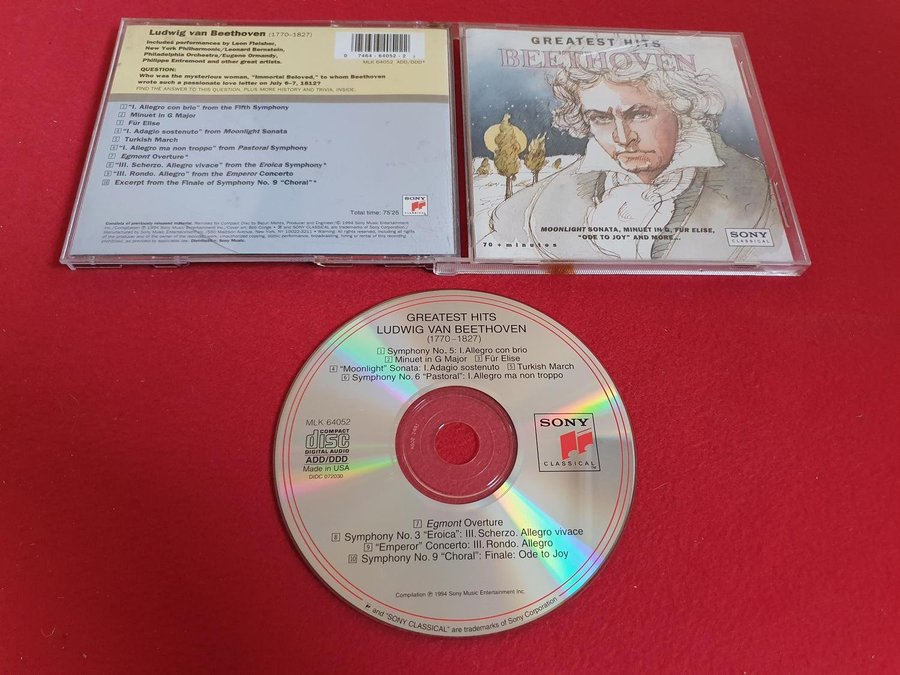 Ludwig van Beethoven (1770–1827)
Includes performances by Leon Fleisher,
New York Philharmonic/Leonard Bernstein,
Philadelphia Orchestra/Eugene Ormandy,
Philippe Entremont and other great artists.
0 7464 64052 2
MLK 64052 ADD/DDD*
QUESTION:
Who was the mysterious woman, "Immortal Beloved," to whom Beethoven
wrote such a passionate love letter on July 6–7, 1812?
FIND THE ANSWER TO THIS QUESTION, PLUS MORE HISTORY AND TRIVIA, INSIDE.
1 "I. Allegro con brio" from the Fifth Symphony
2 Minuet in G Major
3 Für Elise
4 "I. Adagio sostenuto" from Moonlight Sonata
5 Turkish March
6 "I. Allegro ma non troppo" from Pastoral Symphony
7 Egmont Overture*
8 "III. Scherzo. Allegro vivace" from the Eroica Symphony*
9 "III. Rondo. Allegro" from the Emperor Concerto
10 Excerpt from the Finale of Symphony No. 9 "Choral"*
Total time: 75'25
SONY
CLASSICAL
GREATEST HITS
BEETHOVEN
MOONLIGHT SONATA, MINUET IN G, FÜR ELISE,
"ODE TO JOY" AND MORE...
70 + minutes
SONY
CLASSICAL
GREATEST HITS
LUDWIG VAN BEETHOVEN
(1770–1827)
1 Symphony No. 5: I. Allegro con brio
2 Minuet in G Major 3 Für Elise
4 "Moonlight" Sonata: I. Adagio sostenuto 5 Turkish March
6 Symphony No. 6 "Pastoral": I. Allegro ma non troppo
MLK 64052
COMPACT
disc
DIGITAL AUDIO
ADD/DDD
Made in USA
DIDC 072030
SONY
CLASSICAL
7 Egmont Overture
8 Symphony No. 3 "Eroica": III. Scherzo. Allegro vivace
9 "Emperor" Concerto: III. Rondo. Allegro
10 Symphony No. 9 "Choral": Finale: Ode to Joy
Compilation ℗ 1994 Sony Music Entertainment Inc.
and "SONY CLASSICAL" are trademarks of Sony Corporation